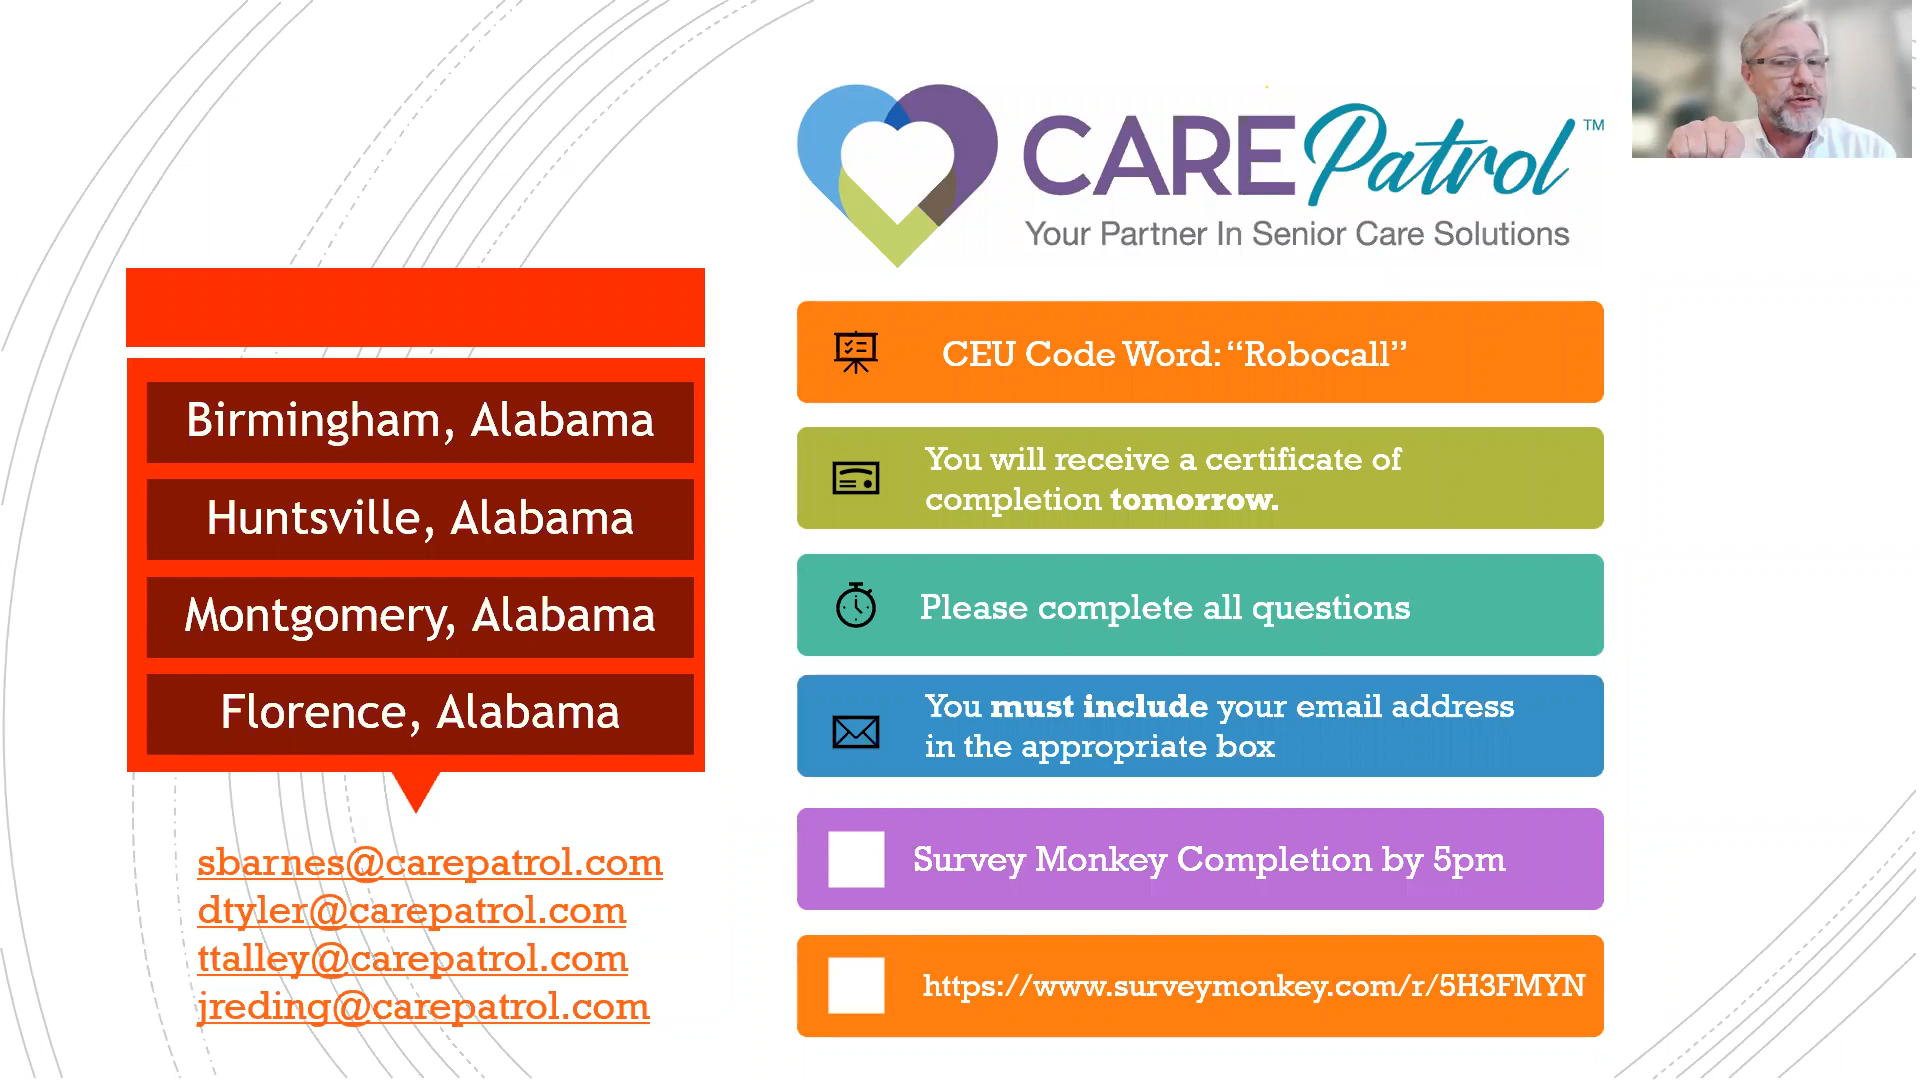 CAREPatrol™
Your Partner In Senior Care Solutions
Birmingham, Alabama
Huntsville, Alabama
Montgomery, Alabama
Florence, Alabama
sbarnes@carepatrol.com
dtyler@carepatrol.com
ttalley@carepatrol.com
jreding@carepatrol.com
CEU Code Word: “Robocall”
You will receive a certificate of
completion tomorrow.
Please complete all questions
You must include your email address
in the appropriate box
Survey Monkey Completion by 5pm
https://www.surveymonkey.com/r/5H3FMYN